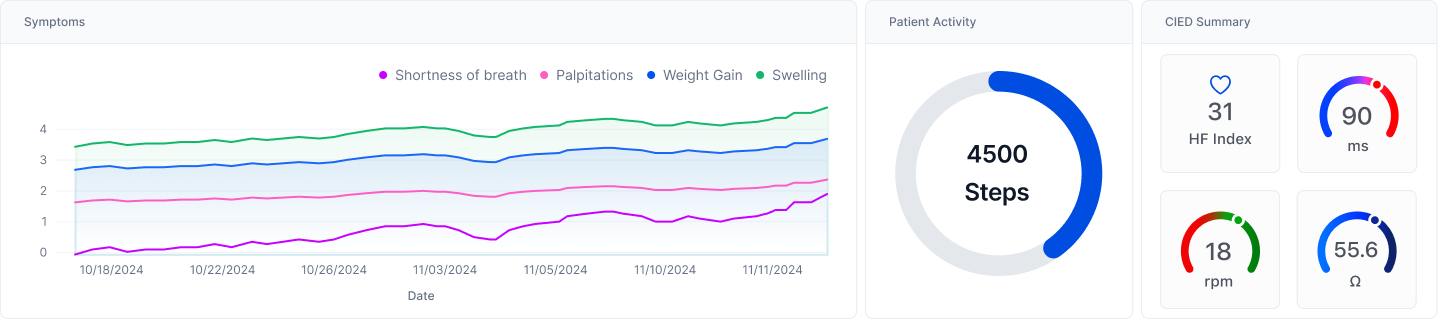 Symptoms
Shortness of breath Palpitations Weight Gain Swelling
4
3
2
1
0
10/18/2024 10/22/2024 10/26/2024 11/03/2024 11/05/2024 11/10/2024 11/11/2024
Date
Patient Activity
4500
Steps
CIED Summary
31
HF Index
90
ms
18
rpm
55.6
Ω